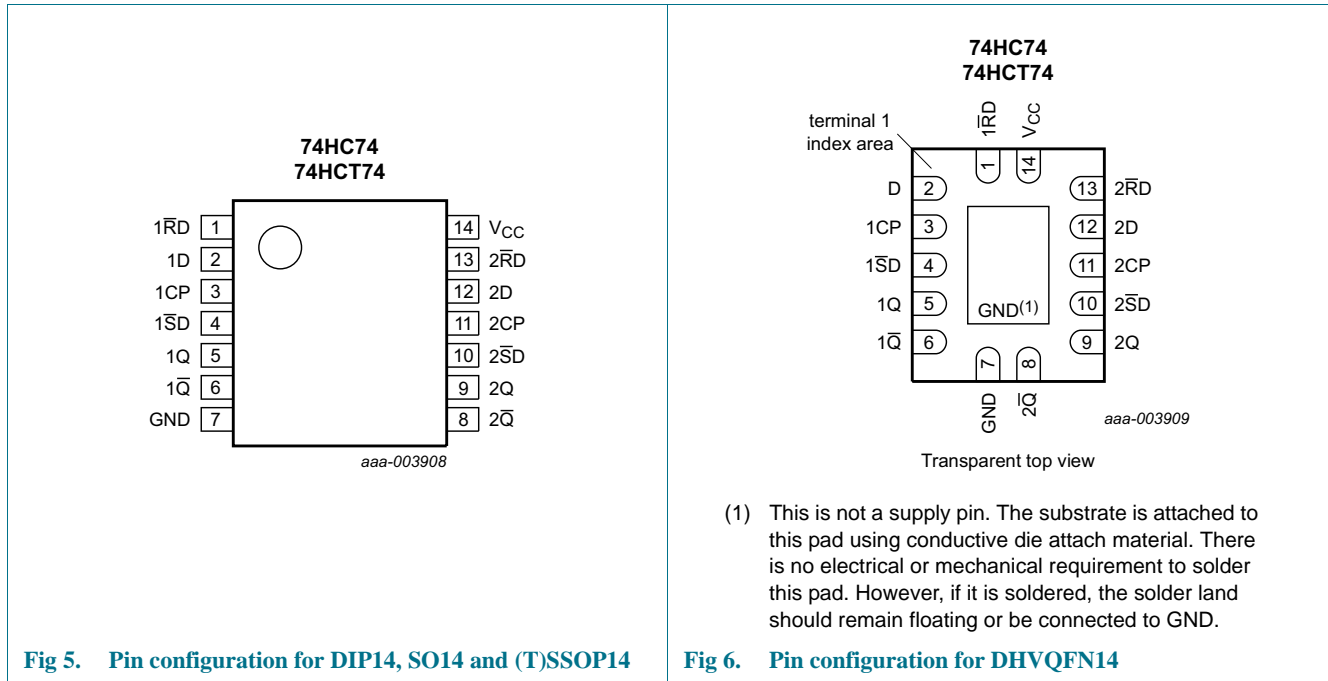 74HC74
74HCT74
1R̅D 1
1D 2
1CP 3
1S̅D 4
1Q 5
1Q̅ 6
GND 7
14 VCC
13 2R̅D
12 2D
11 2CP
10 2S̅D
9 2Q
8 2Q̅
aaa-003908
Fig 5. Pin configuration for DIP14, SO14 and (T)SSOP14
74HC74
74HCT74
terminal 1
index area
1R̅D
VCC
1
14
D 2
1CP 3
1S̅D 4
1Q 5
1Q̅ 6
13 2R̅D
12 2D
11 2CP
10 2S̅D
9 2Q
GND(1)
7
8
GND
2Q̅
aaa-003909
Transparent top view
(1) This is not a supply pin. The substrate is attached to
this pad using conductive die attach material. There
is no electrical or mechanical requirement to solder
this pad. However, if it is soldered, the solder land
should remain floating or be connected to GND.
Fig 6. Pin configuration for DHVQFN14